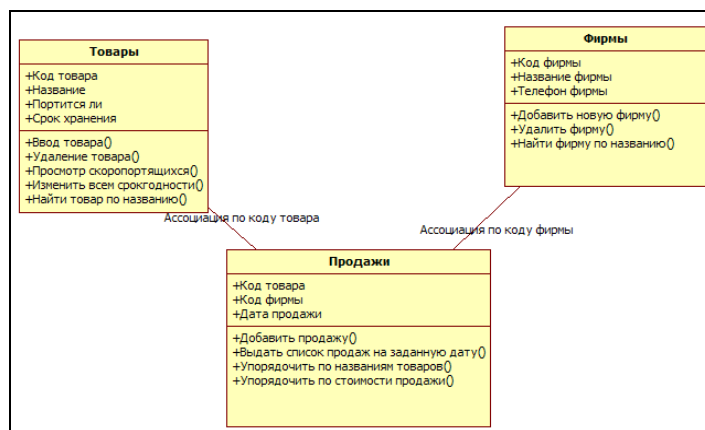 Товары
+Код товара
+Название
+Портится ли
+Срок хранения
+Ввод товара()
+Удаление товара()
+Просмотр скоропортящихся()
+Изменить всем срокгодности()
+Найти товар по названию()
Фирмы
+Код фирмы
+Название фирмы
+Телефон фирмы
+Добавить новую фирму()
+Удалить фирму()
+Найти фирму по названию()
Ассоциация по коду товара
Ассоциация по коду фирмы
Продажи
+Код товара
+Код фирмы
+Дата продажи
+Добавить продажу()
+Выдать список продаж на заданную дату()
+Упорядочить по названиям товаров()
+Упорядочить по стоимости продажи()